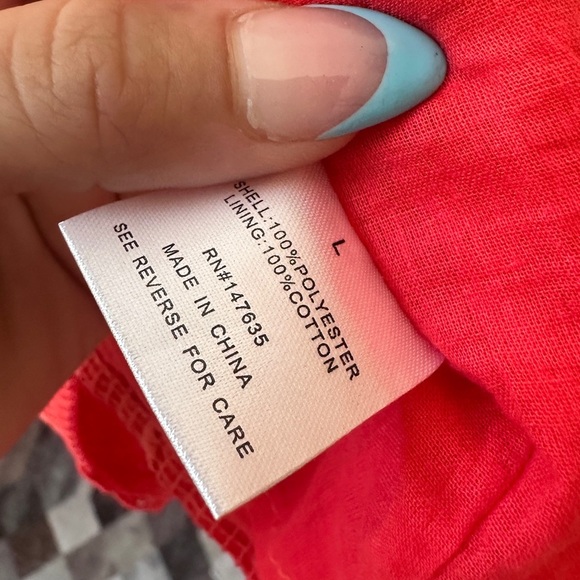 L
SHELL:100%POLYESTER
LINING:100%COTTON
RN#147635
MADE IN CHINA
SEE REVERSE FOR CARE